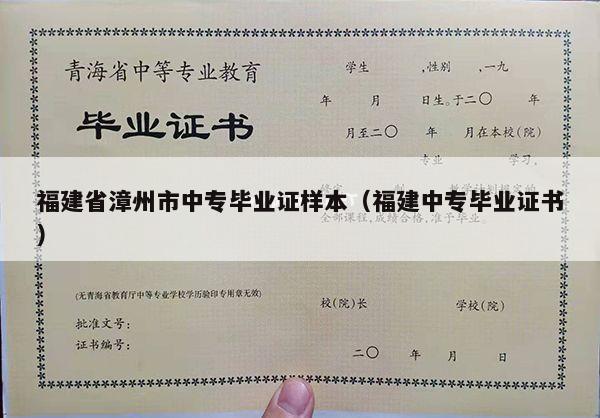 青海省中等专业教育
毕业证书
学生 ,性别 ,一九
年 月 日生。于二〇 年
月至二〇 年 月在本校(院)
专业 学习,
福建省漳州市中专毕业证样本（福建中专毕业证书
）
全部课程,成绩合格,准予毕业。
(无青海省教育厅中等专业学校学历验印专用章无效)
批准文号:
证书编号:
校(院)长 学校(院)
二〇 年 月 日